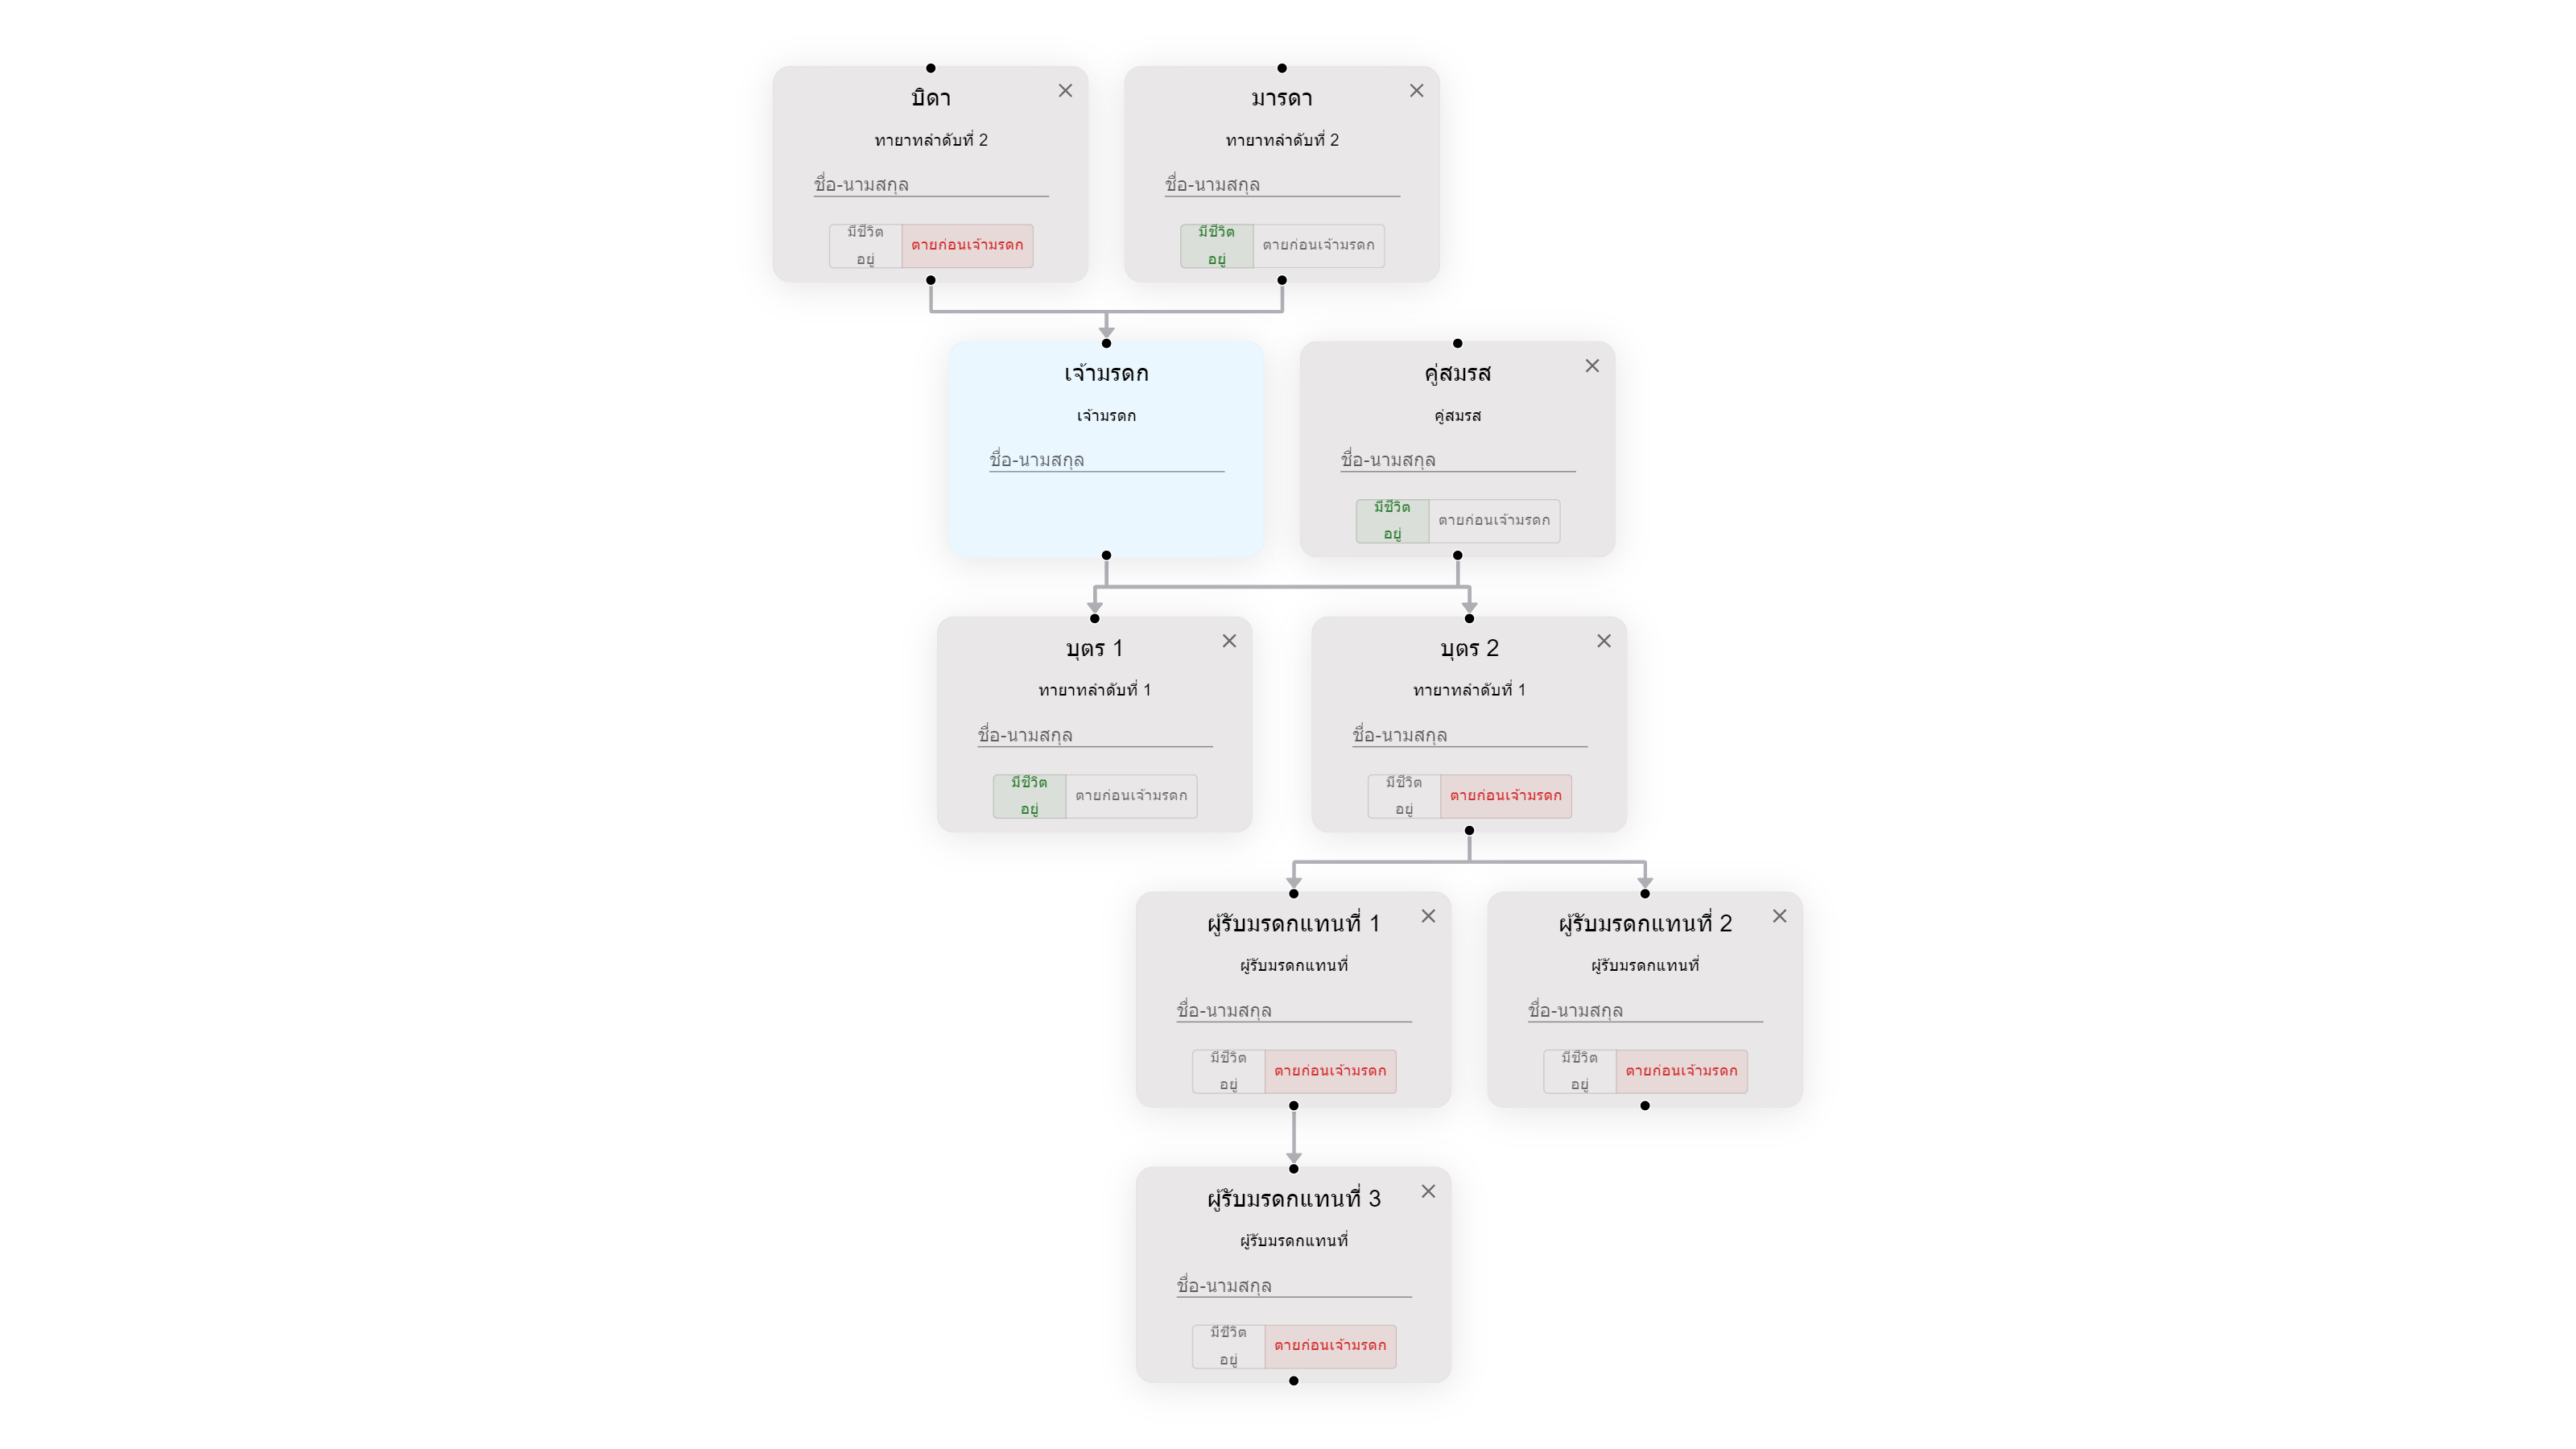 บิดา
ทายาทลำดับที่ 2
ชื่อ-นามสกุล
มีชีวิต
อยู่
ตายก่อนเจ้ามรดก
มารดา
ทายาทลำดับที่ 2
ชื่อ-นามสกุล
มีชีวิต
อยู่
ตายก่อนเจ้ามรดก
เจ้ามรดก
เจ้ามรดก
ชื่อ-นามสกุล
คู่สมรส
คู่สมรส
ชื่อ-นามสกุล
มีชีวิต
อยู่
ตายก่อนเจ้ามรดก
บุตร 1
ทายาทลำดับที่ 1
ชื่อ-นามสกุล
มีชีวิต
อยู่
ตายก่อนเจ้ามรดก
บุตร 2
ทายาทลำดับที่ 1
ชื่อ-นามสกุล
มีชีวิต
อยู่
ตายก่อนเจ้ามรดก
ผู้รับมรดกแทนที่ 1
ผู้รับมรดกแทนที่
ชื่อ-นามสกุล
มีชีวิต
อยู่
ตายก่อนเจ้ามรดก
ผู้รับมรดกแทนที่ 2
ผู้รับมรดกแทนที่
ชื่อ-นามสกุล
มีชีวิต
อยู่
ตายก่อนเจ้ามรดก
ผู้รับมรดกแทนที่ 3
ผู้รับมรดกแทนที่
ชื่อ-นามสกุล
มีชีวิต
อยู่
ตายก่อนเจ้ามรดก